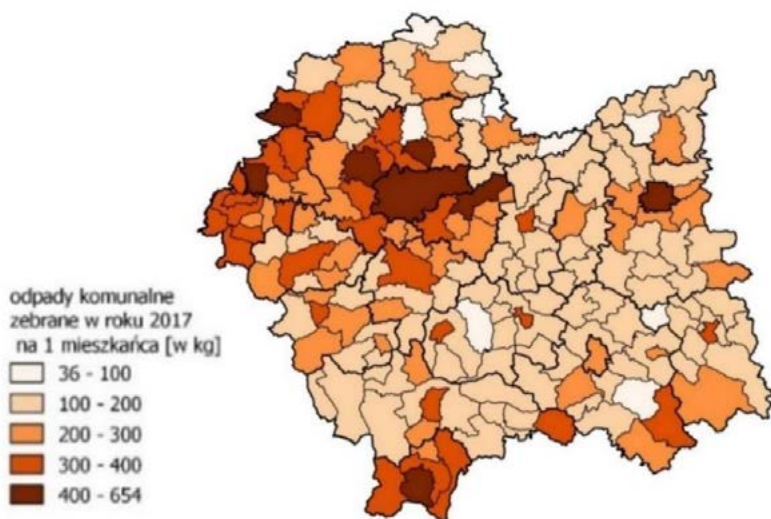 odpady komunalne
zebrane w roku 2017
na 1 mieszkańca [w kg]
36 - 100
100 - 200
200 - 300
300 - 400
400 - 654